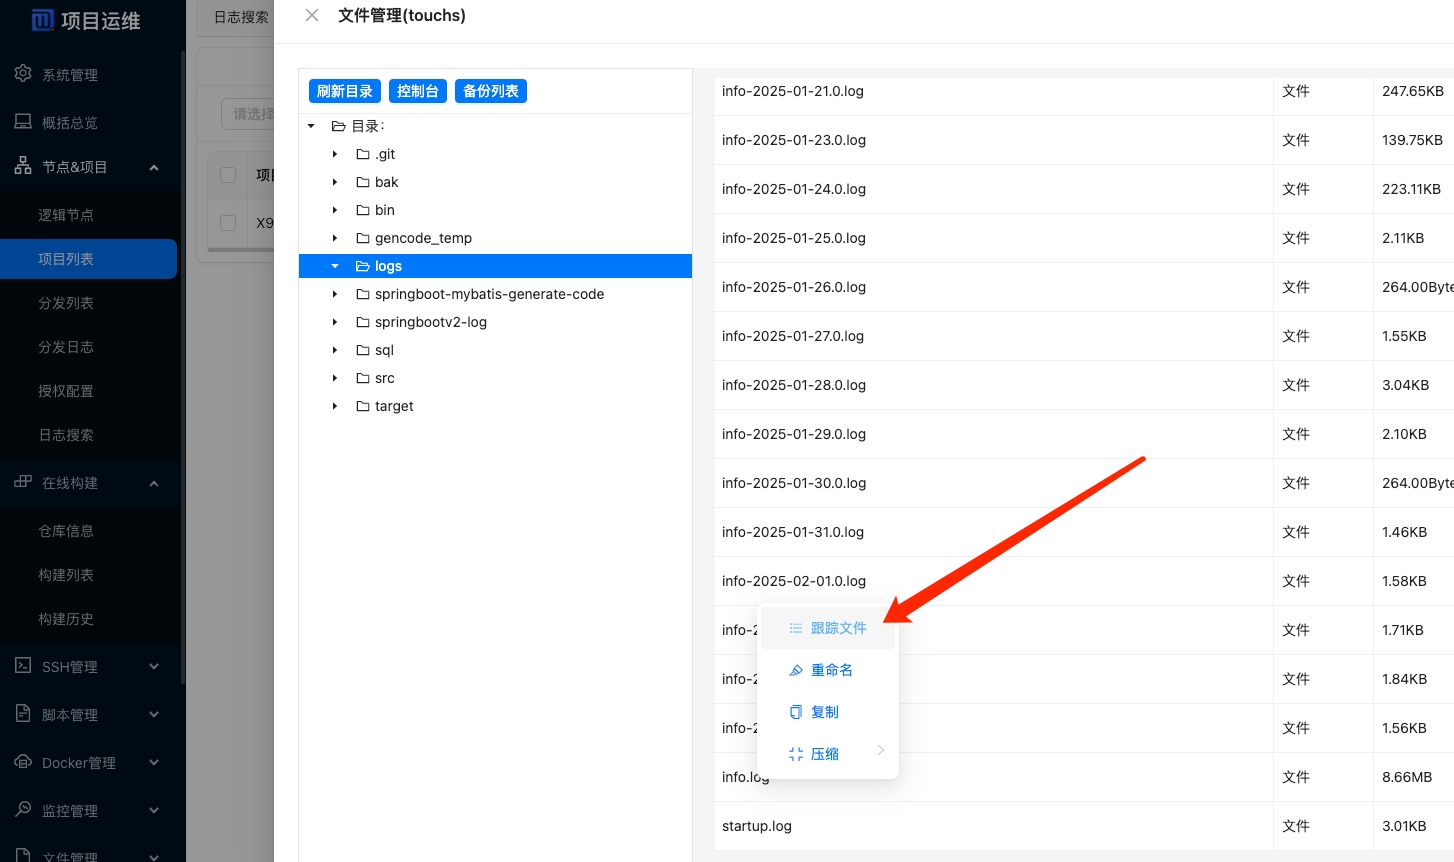 项目运维
系统管理
概括总览
节点&项目
逻辑节点
项目列表
分发列表
分发日志
授权配置
日志搜索
在线构建
仓库信息
构建列表
构建历史
SSH管理
脚本管理
Docker管理
监控管理
文件管理
日志搜索
请选择
X9
文件管理(touchs)
刷新目录 控制台 备份列表
目录:
.git
bak
bin
gencode_temp
logs
springboot-mybatis-generate-code
springbootv2-log
sql
src
target
info-2025-01-21.0.log 文件 247.65KB
info-2025-01-23.0.log 文件 139.75KB
info-2025-01-24.0.log 文件 223.11KB
info-2025-01-25.0.log 文件 2.11KB
info-2025-01-26.0.log 文件 264.00Byte
info-2025-01-27.0.log 文件 1.55KB
info-2025-01-28.0.log 文件 3.04KB
info-2025-01-29.0.log 文件 2.10KB
info-2025-01-30.0.log 文件 264.00Byte
info-2025-01-31.0.log 文件 1.46KB
info-2025-02-01.0.log 文件 1.58KB
info-2 文件 1.71KB
info-2 文件 1.84KB
info-2 文件 1.56KB
info.log 文件 8.66MB
startup.log 文件 3.01KB
跟踪文件
重命名
复制
压缩